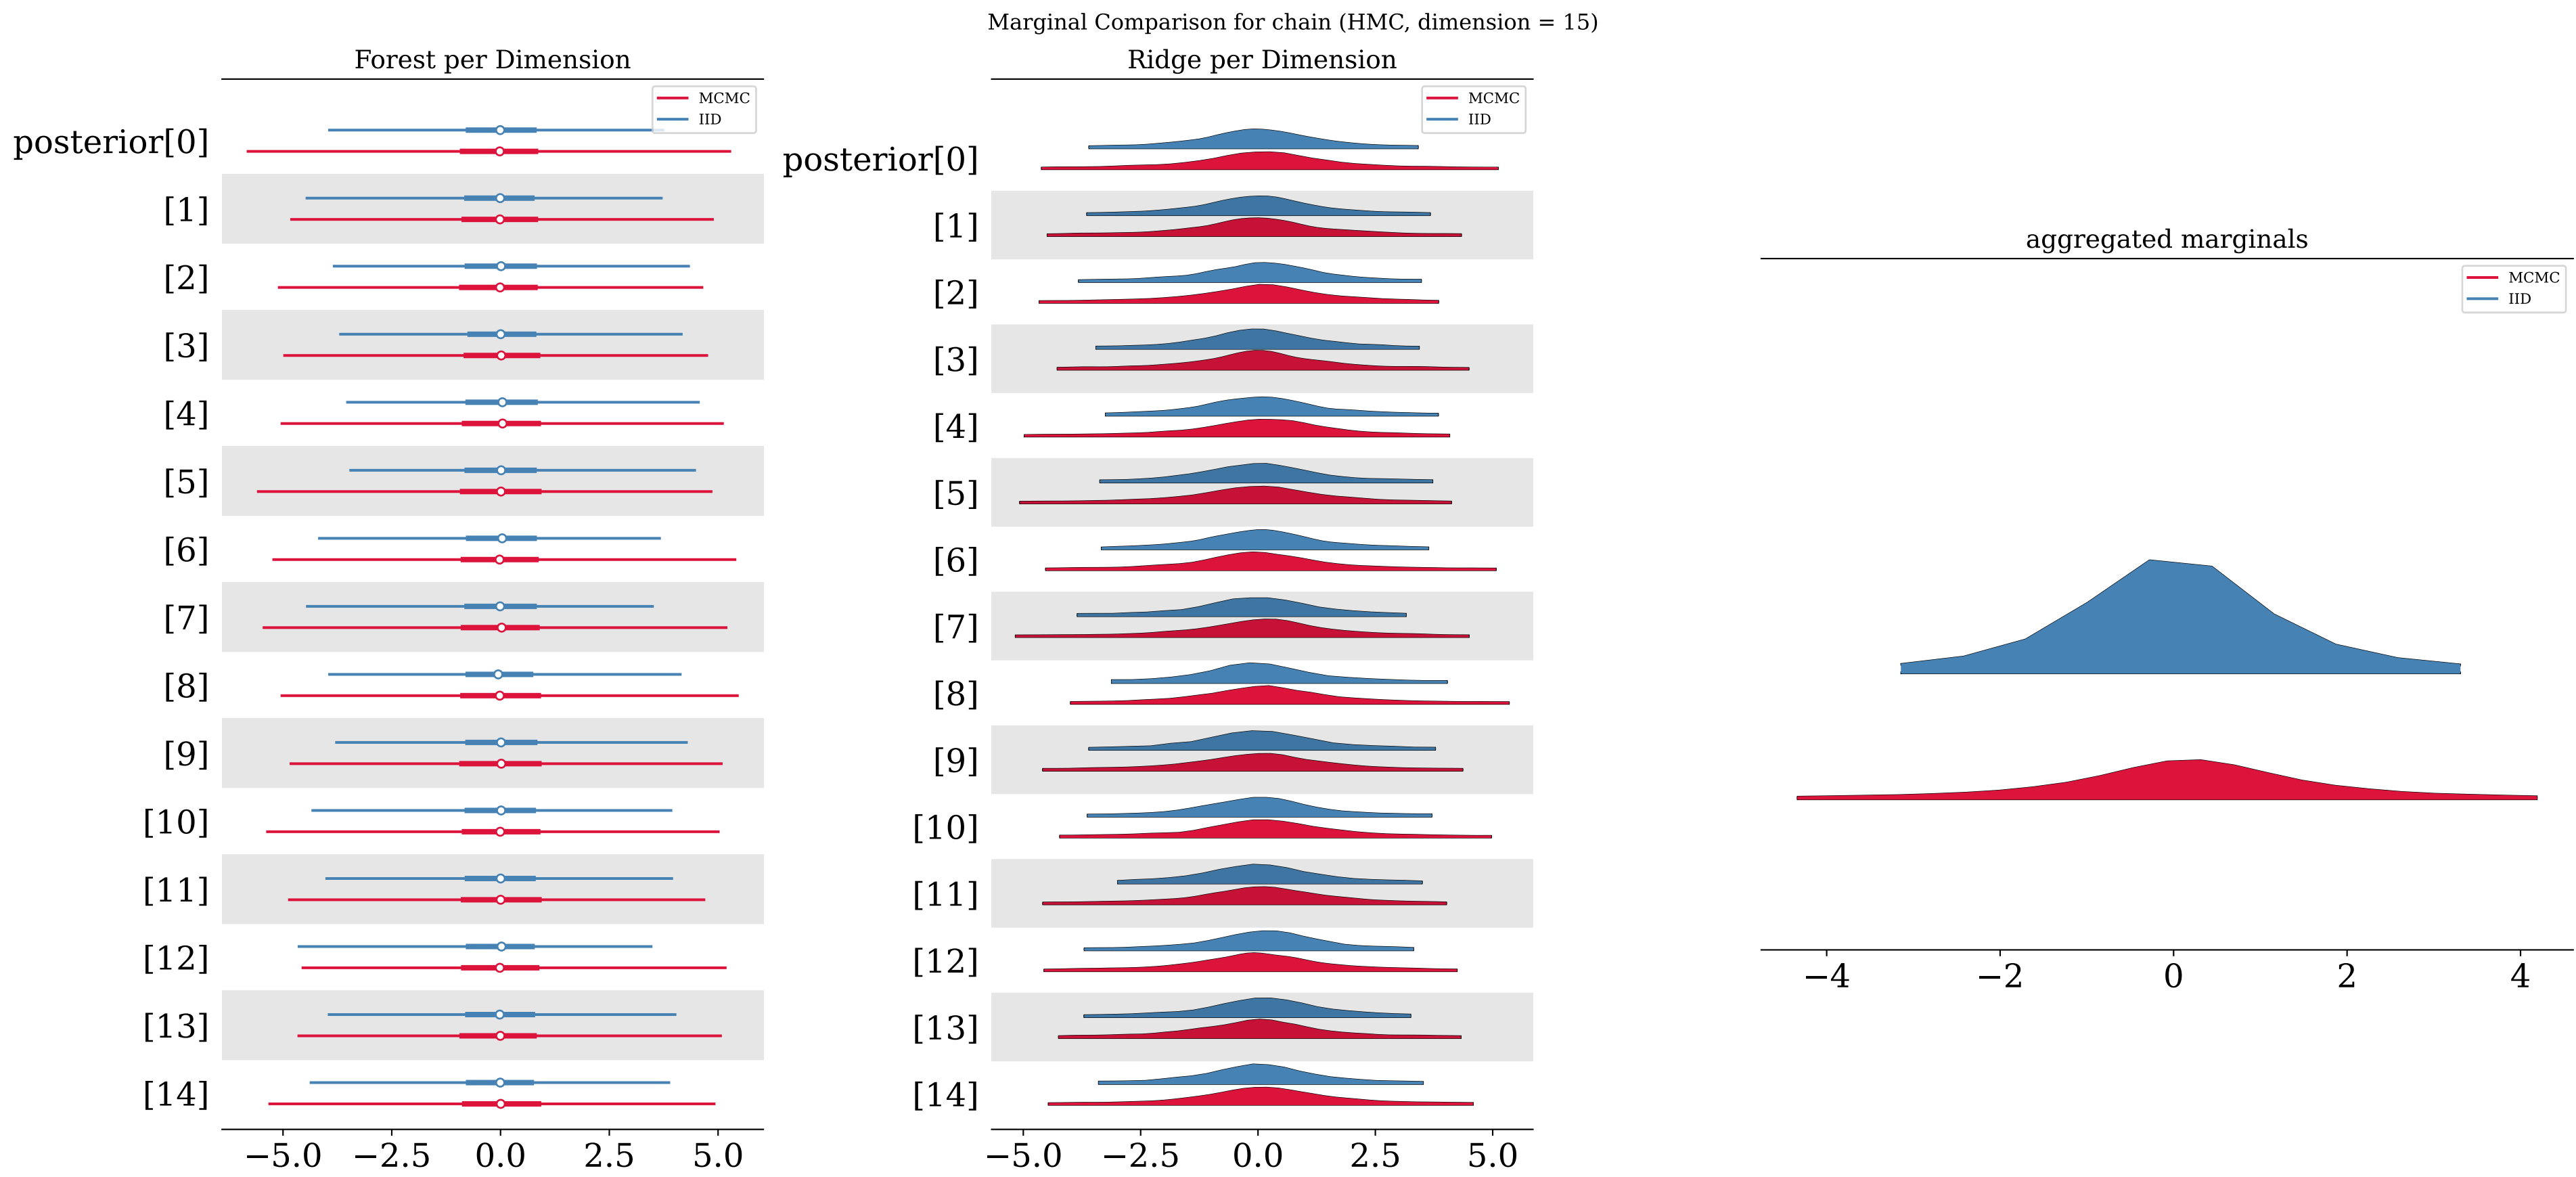 Marginal Comparison for chain (HMC, dimension = 15)
Forest per Dimension
MCMC
IID
posterior[0]
[1]
[2]
[3]
[4]
[5]
[6]
[7]
[8]
[9]
[10]
[11]
[12]
[13]
[14]
−5.0 −2.5 0.0 2.5 5.0
Ridge per Dimension
MCMC
IID
posterior[0]
[1]
[2]
[3]
[4]
[5]
[6]
[7]
[8]
[9]
[10]
[11]
[12]
[13]
[14]
−5.0 −2.5 0.0 2.5 5.0
aggregated marginals
MCMC
IID
−4 −2 0 2 4